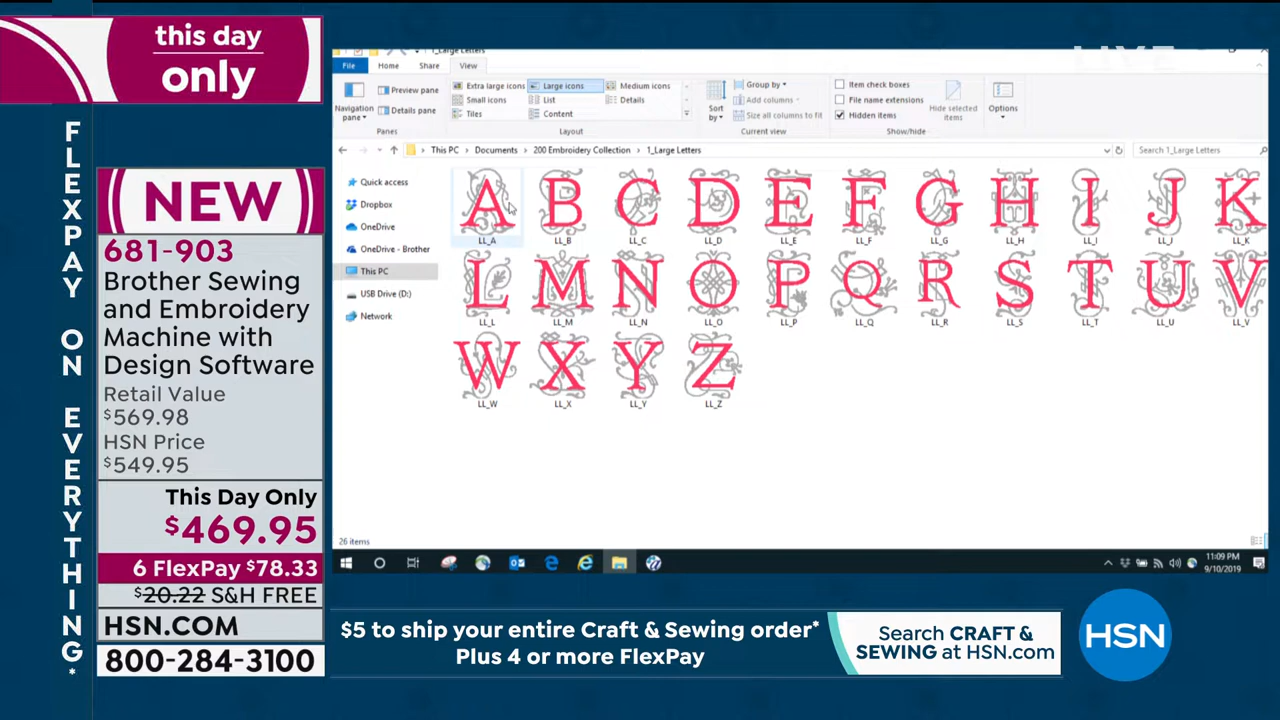 this day
only
FLEXPAY ON EVERYTHING*
NEW
681-903
Brother Sewing
and Embroidery
Machine with
Design Software
Retail Value
$569.98
HSN Price
$549.95
This Day Only
$469.95
6 FlexPay $78.33
$20.22 S&H FREE
HSN.COM
800-284-3100
LIVE
1_Large Letters
File Home Share View
Navigation pane
Preview pane
Details pane
Panes
Extra large icons Large icons Medium icons
Small icons List Details
Tiles Content
Layout
Sort by
Group by
Add columns
Size all columns to fit
Current view
Item check boxes
File name extensions
Hidden items
Hide selected items
Show/hide
Options
This PC Documents 200 Embroidery Collection 1_Large Letters
Search 1_Large Letters
Quick access
Dropbox
OneDrive
OneDrive - Brother
This PC
USB Drive (D:)
Network
A B C D E F G H I J K
LL_A LL_B LL_C LL_D LL_E LL_F LL_G LL_H LL_I LL_J LL_K
L M N O P Q R S T U V
LL_L LL_M LL_N LL_O LL_P LL_Q LL_R LL_S LL_T LL_U LL_V
W X Y Z
LL_W LL_X LL_Y LL_Z
26 items
11:09 PM
9/10/2019
$5 to ship your entire Craft & Sewing order*
Plus 4 or more FlexPay
Search CRAFT &
SEWING at HSN.com
HSN